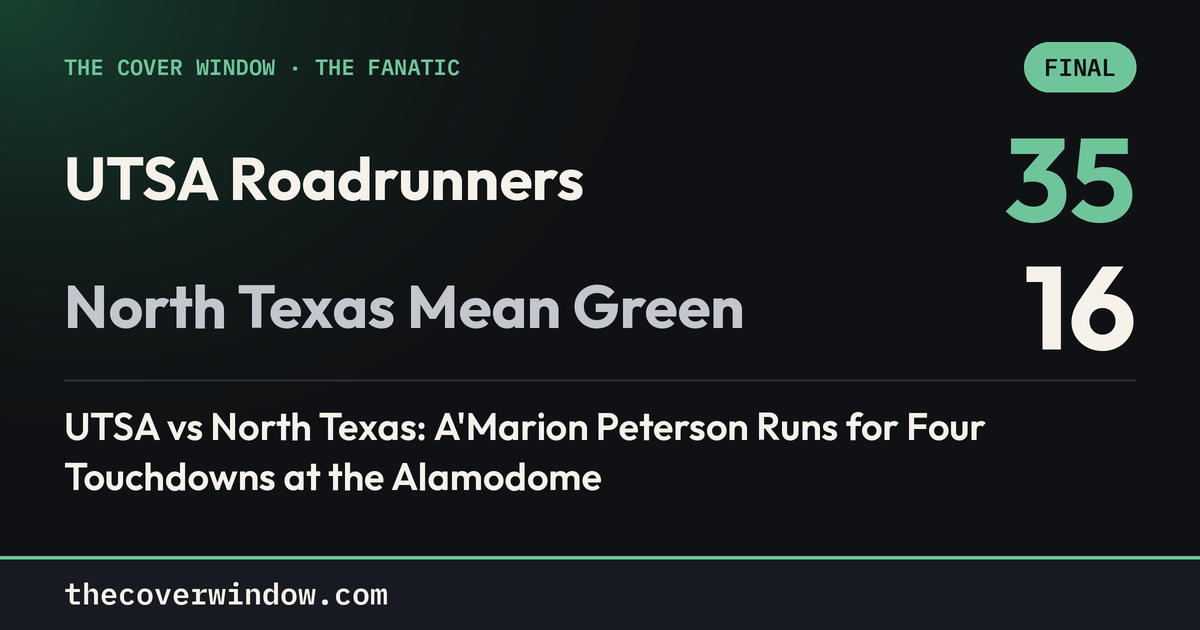 THE COVER WINDOW · THE FANATIC
FINAL
UTSA Roadrunners
35
North Texas Mean Green
16
UTSA vs North Texas: A'Marion Peterson Runs for Four
Touchdowns at the Alamodome
thecoverwindow.com